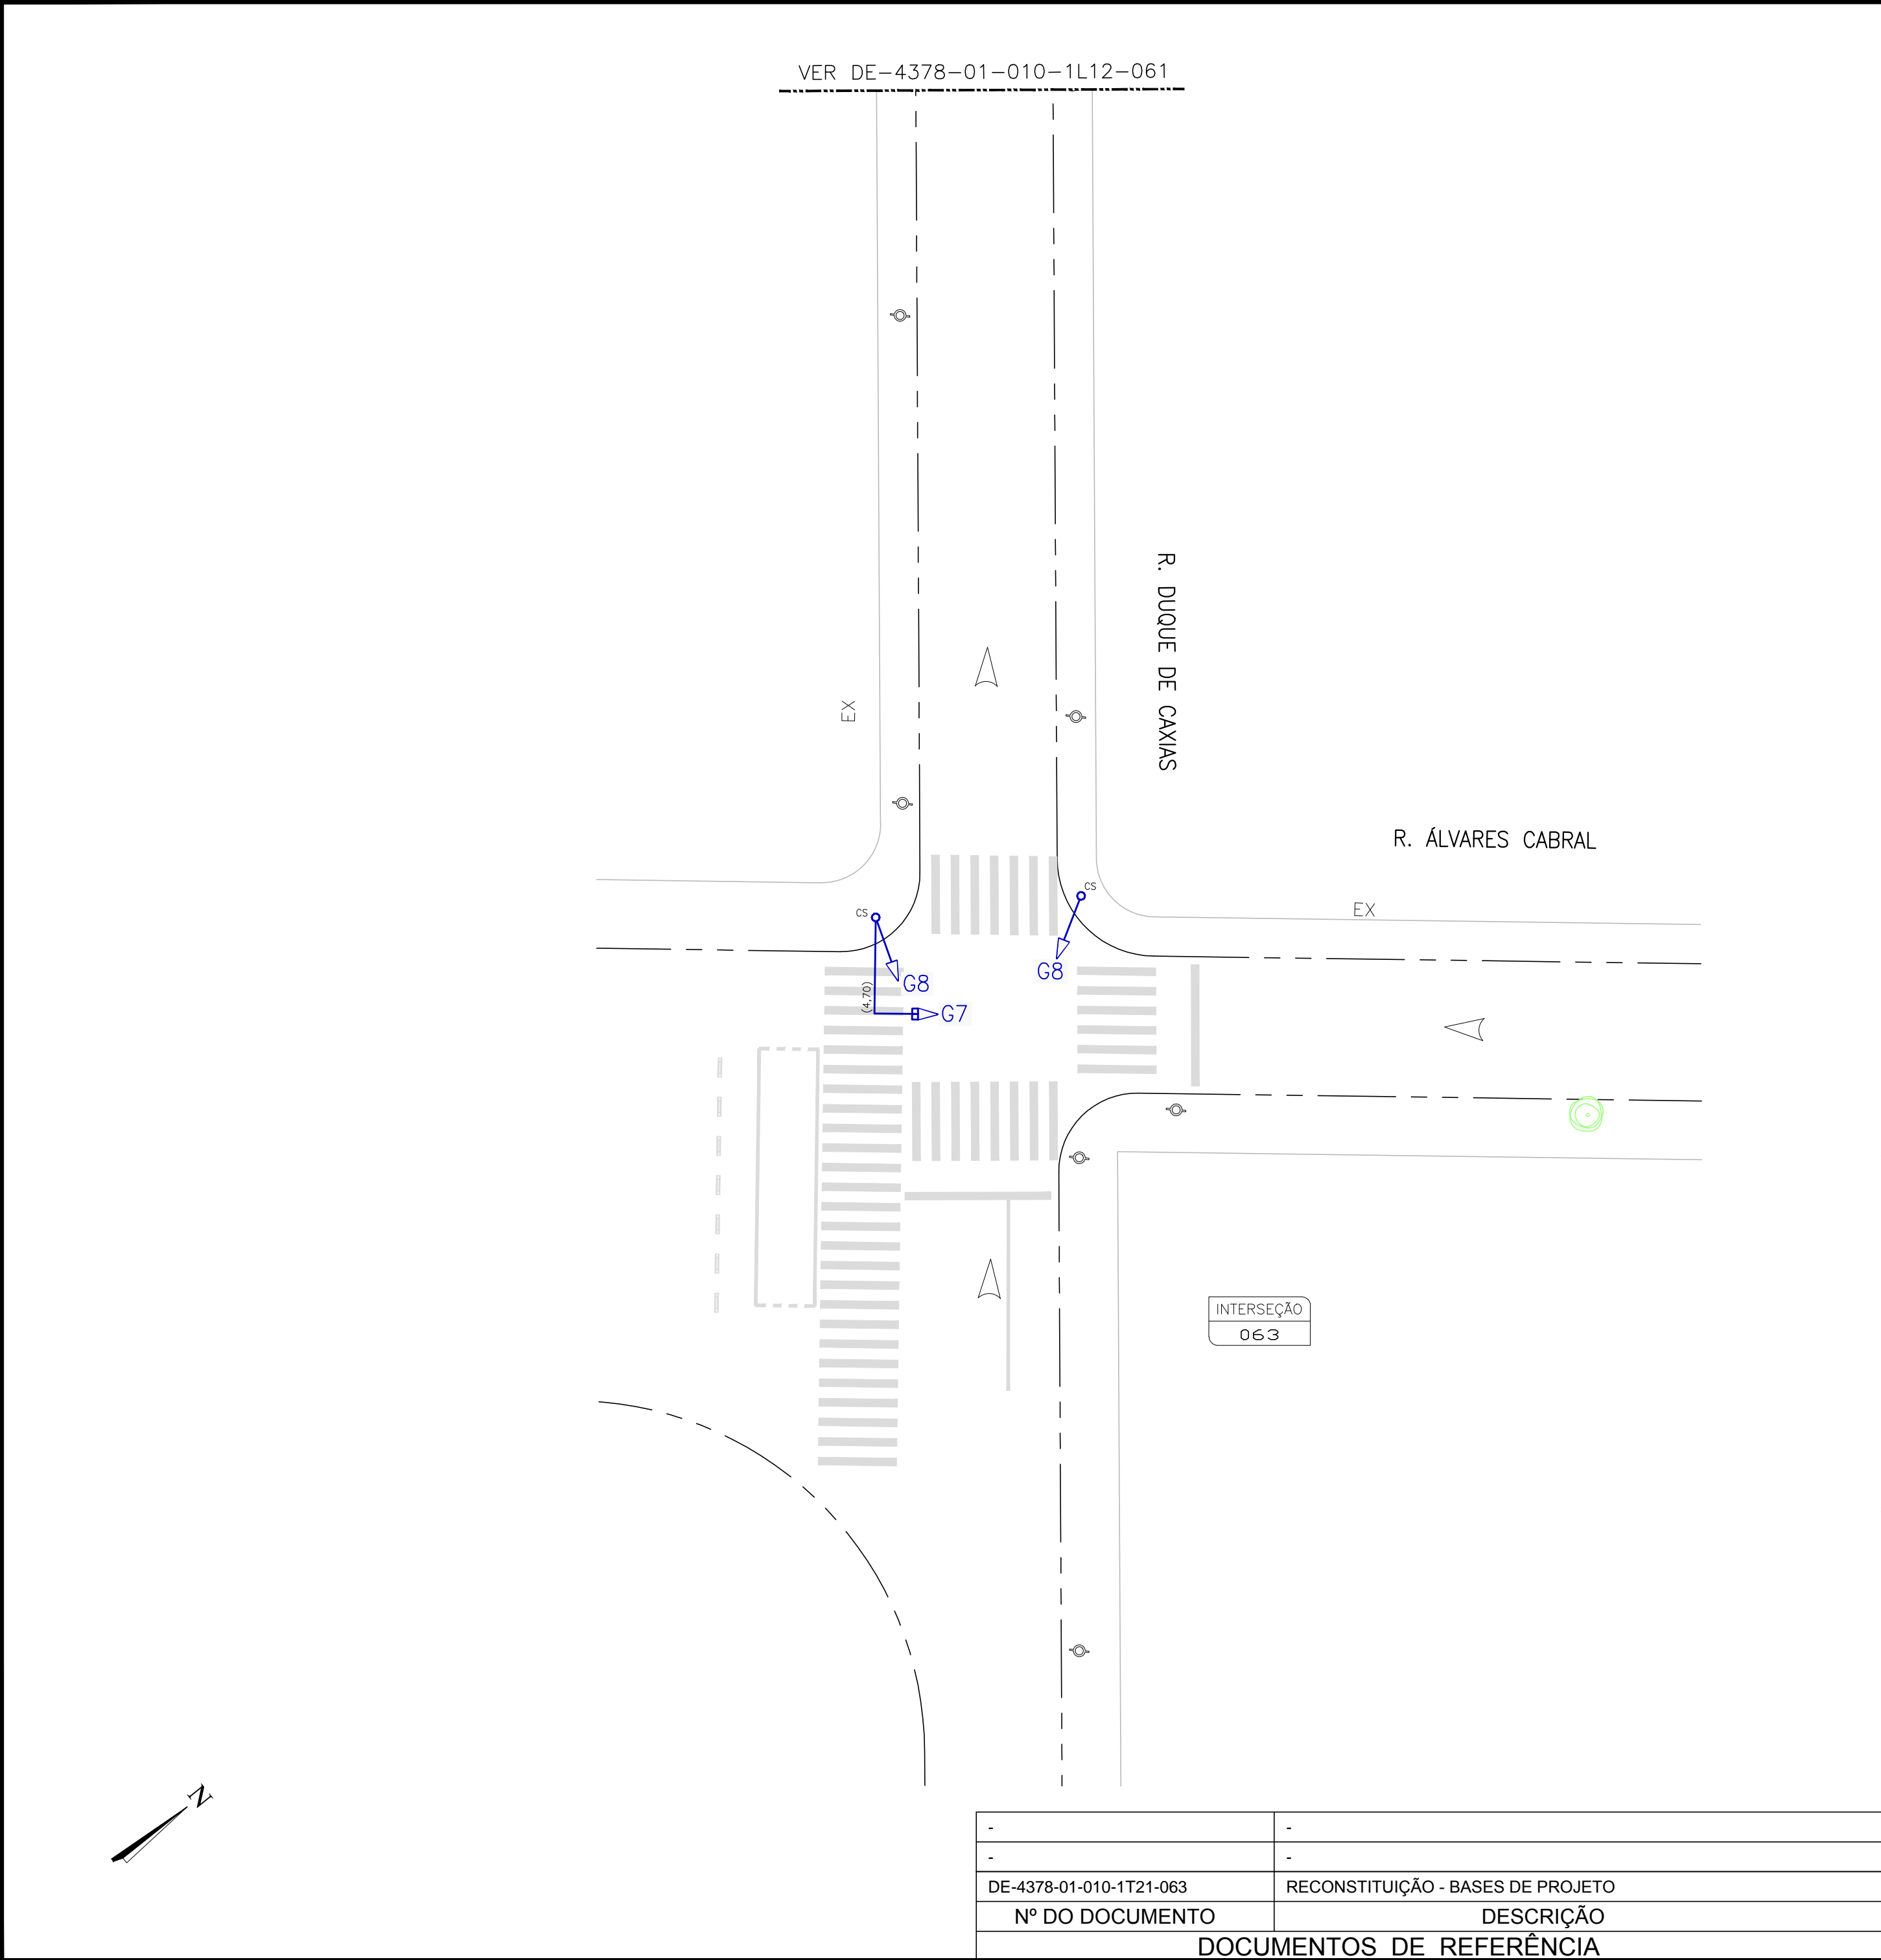 VER DE-4378-01-010-1L12-061
R. DUQUE DE CAXIAS
EX
R. ÁLVARES CABRAL
CS
EX
CS
G8
G8
(4,70)
G7
INTERSEÇÃO
063
N
- -
- -
DE-4378-01-010-1T21-063 RECONSTITUIÇÃO - BASES DE PROJETO
Nº DO DOCUMENTO DESCRIÇÃO
DOCUMENTOS DE REFERÊNCIA